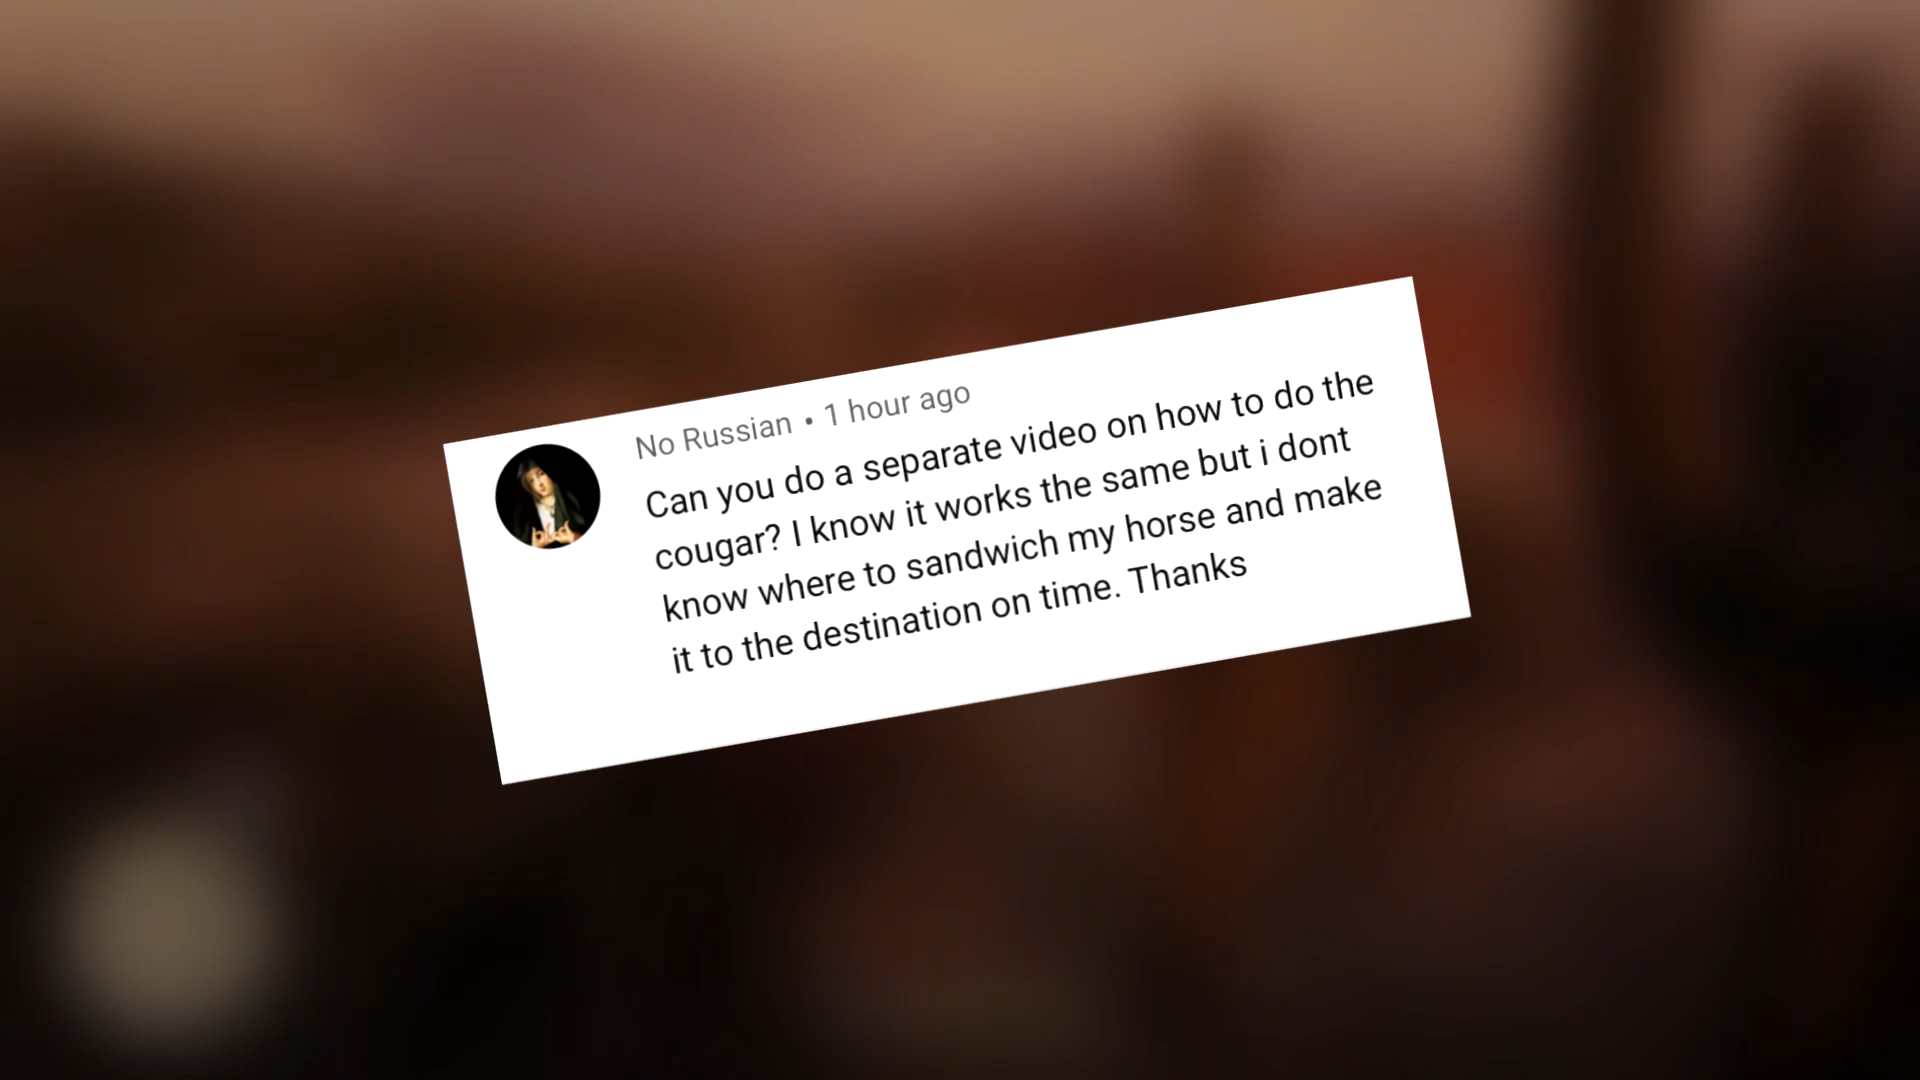 No Russian • 1 hour ago
Can you do a separate video on how to do the
cougar? I know it works the same but i dont
know where to sandwich my horse and make
it to the destination on time. Thanks